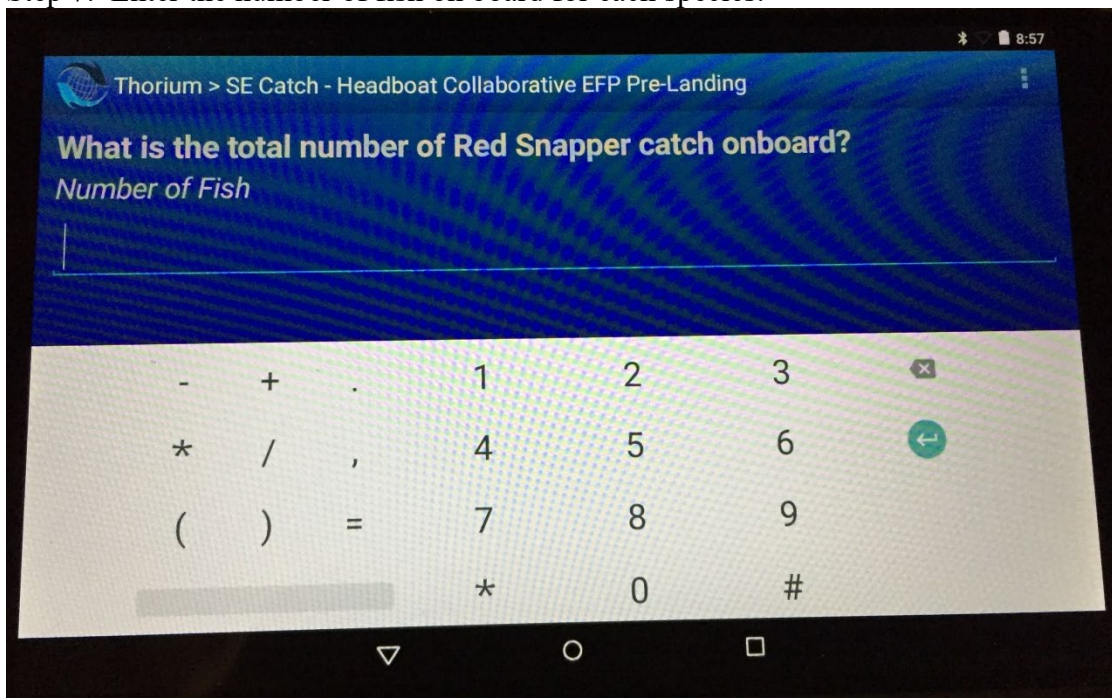 8:57
Thorium > SE Catch - Headboat Collaborative EFP Pre-Landing
What is the total number of Red Snapper catch onboard?
Number of Fish
- + . 1 2 3
* / , 4 5 6
( ) = 7 8 9
* 0 #